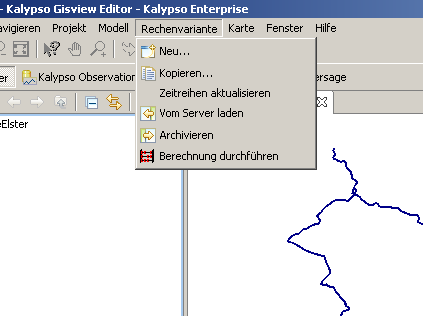 - Kalypso Gisview Editor - Kalypso Enterprise
avigieren Projekt Modell Rechenvariante Karte Fenster Hilfe
Neu...
Kopieren...
er Kalypso Observation ersage
Zeitreihen aktualisieren
Vom Server laden
eElster
Archivieren
Berechnung durchführen